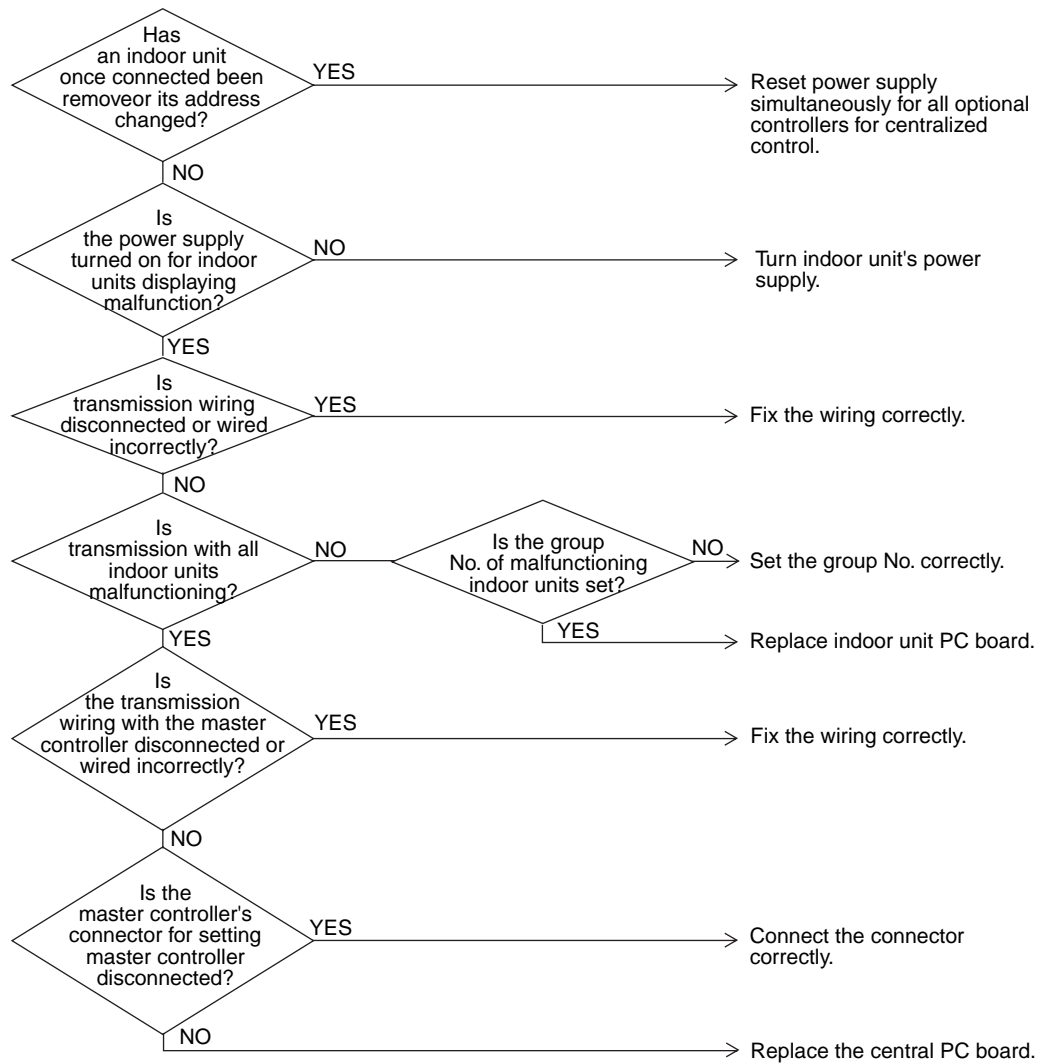 Has
an indoor unit
once connected been
removeor its address
changed?
YES
Reset power supply
simultaneously for all optional
controllers for centralized
control.
NO
Is
the power supply
turned on for indoor
units displaying
malfunction?
NO
Turn indoor unit's power
supply.
YES
Is
transmission wiring
disconnected or wired
incorrectly?
YES
Fix the wiring correctly.
NO
Is
transmission with all
indoor units
malfunctioning?
NO
Is the group
No. of malfunctioning
indoor units set?
NO
Set the group No. correctly.
YES
Replace indoor unit PC board.
YES
Is
the transmission
wiring with the master
controller disconnected or
wired incorrectly?
YES
Fix the wiring correctly.
NO
Is the
master controller's
connector for setting
master controller
disconnected?
YES
Connect the connector
correctly.
NO
Replace the central PC board.